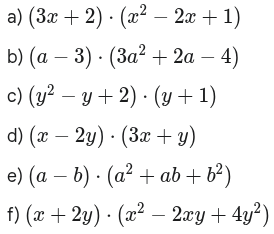 a) (3x + 2) · (x² − 2x + 1)
b) (a − 3) · (3a² + 2a − 4)
c) (y² − y + 2) · (y + 1)
d) (x − 2y) · (3x + y)
e) (a − b) · (a² + ab + b²)
f) (x + 2y) · (x² − 2xy + 4y²)